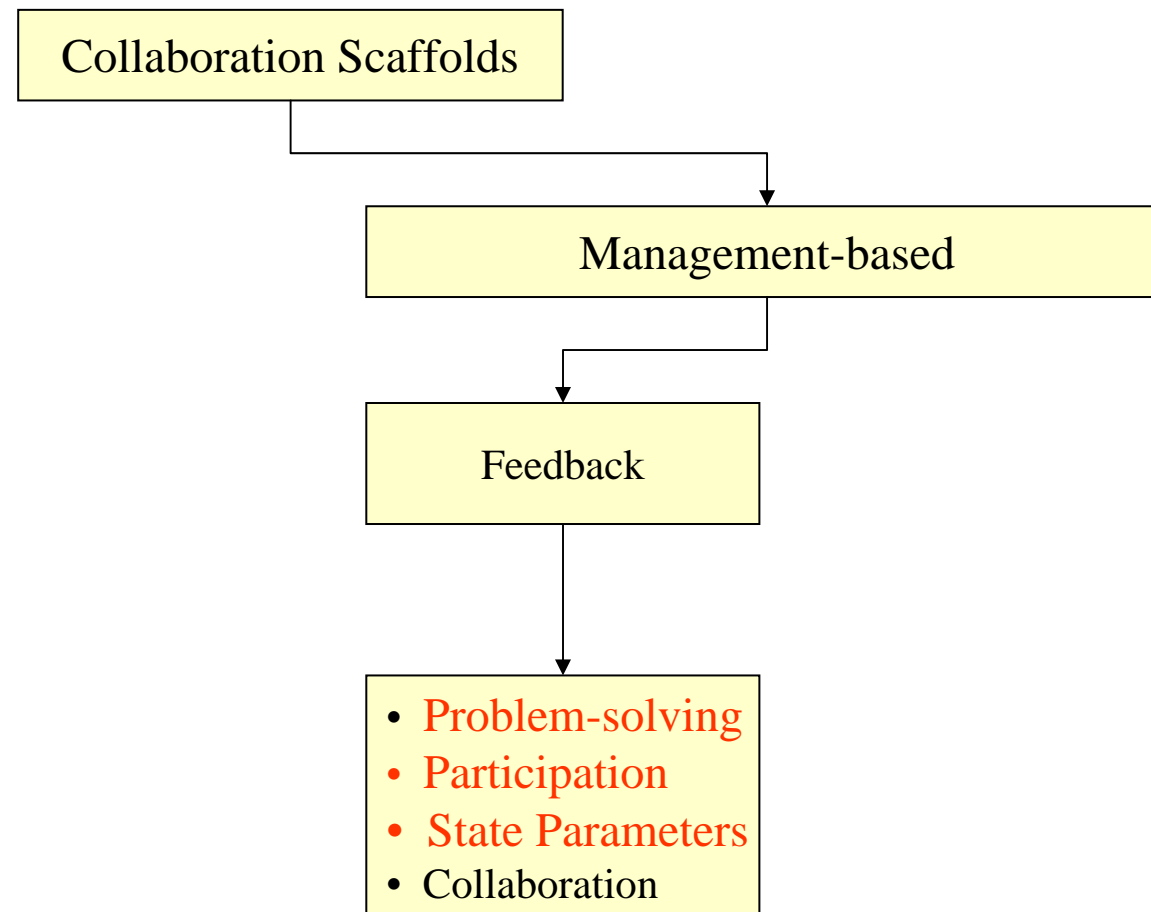 Collaboration Scaffolds
Management-based
Feedback
• Problem-solving
• Participation
• State Parameters
• Collaboration